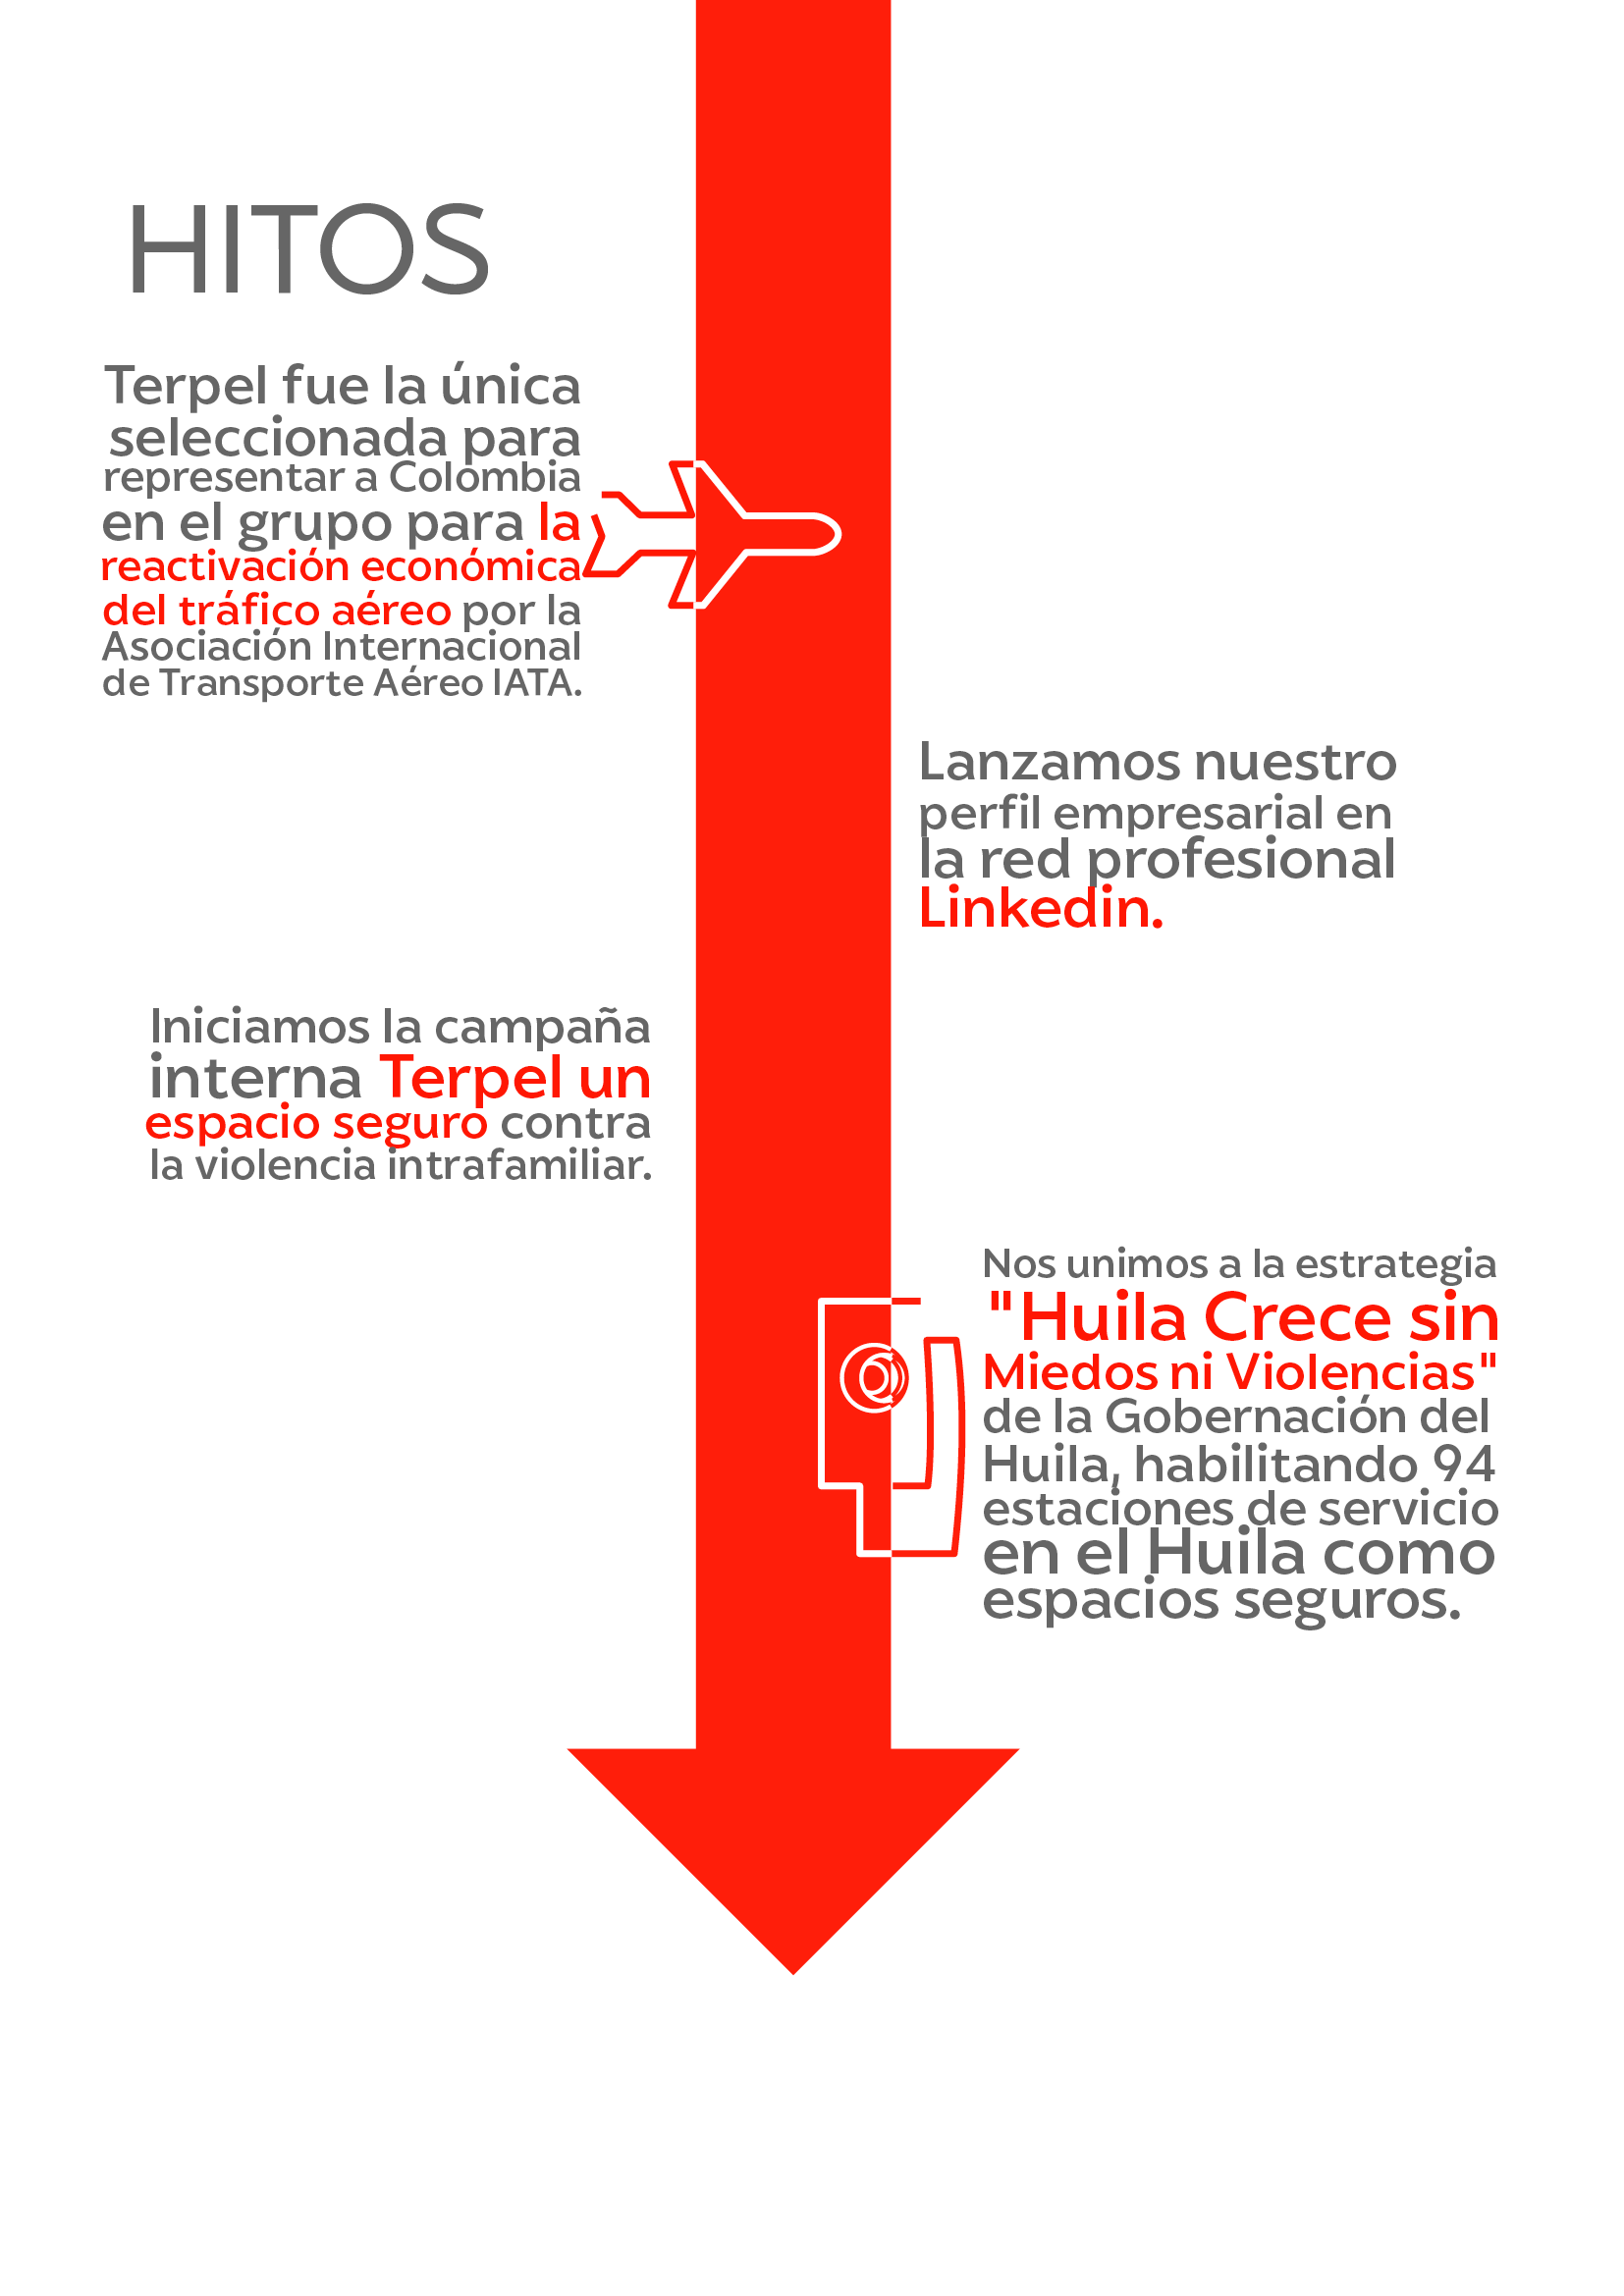 HITOS
Terpel fue la única
seleccionada para
representar a Colombia
en el grupo para la
reactivación económica
del tráfico aéreo por la
Asociación Internacional
de Transporte Aéreo IATA.
Lanzamos nuestro
perfil empresarial en
la red profesional
Linkedin.
Iniciamos la campaña
interna Terpel un
espacio seguro contra
la violencia intrafamiliar.
Nos unimos a la estrategia
"Huila Crece sin
Miedos ni Violencias"
de la Gobernación del
Huila, habilitando 94
estaciones de servicio
en el Huila como
espacios seguros.